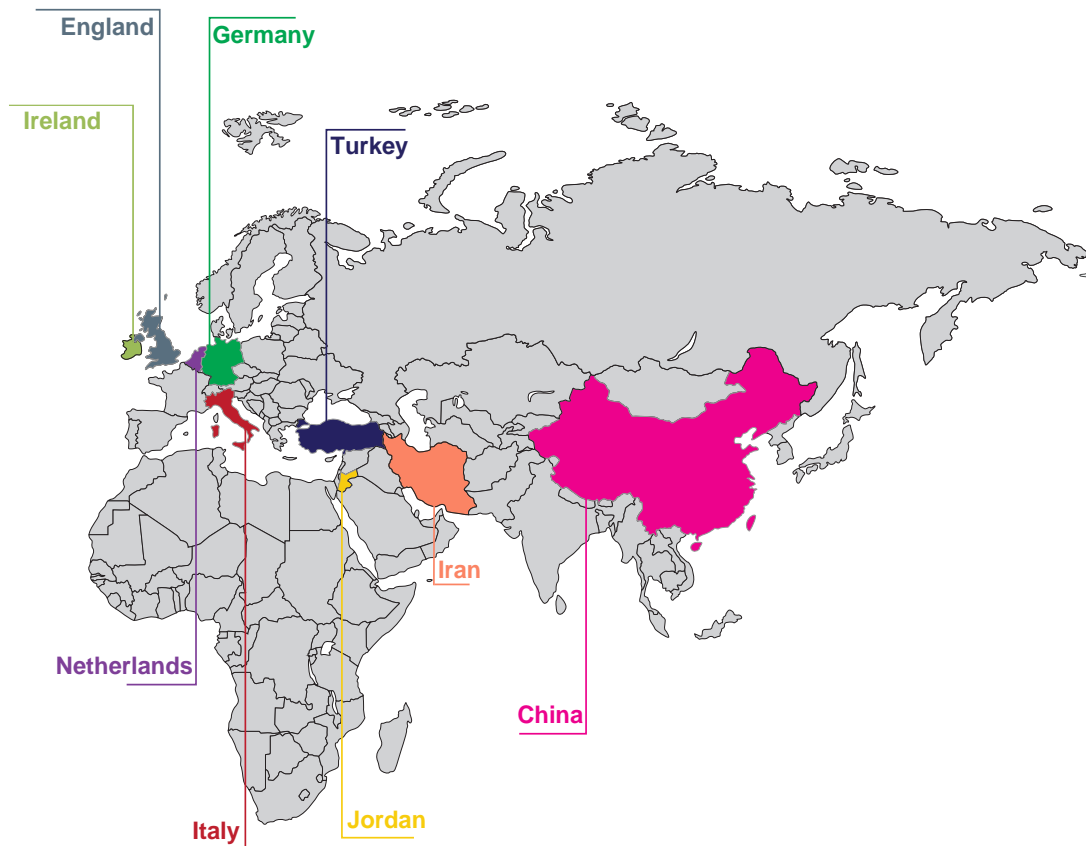 England
Germany
Ireland
Turkey
Iran
Netherlands
China
Jordan
Italy